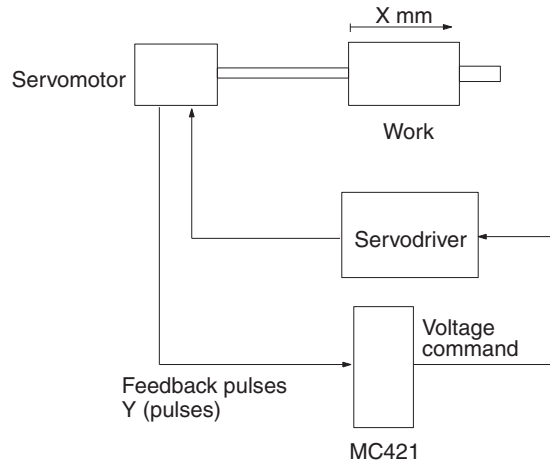 X mm
Servomotor
Work
Servodriver
Voltage
command
Feedback pulses
Y (pulses)
MC421